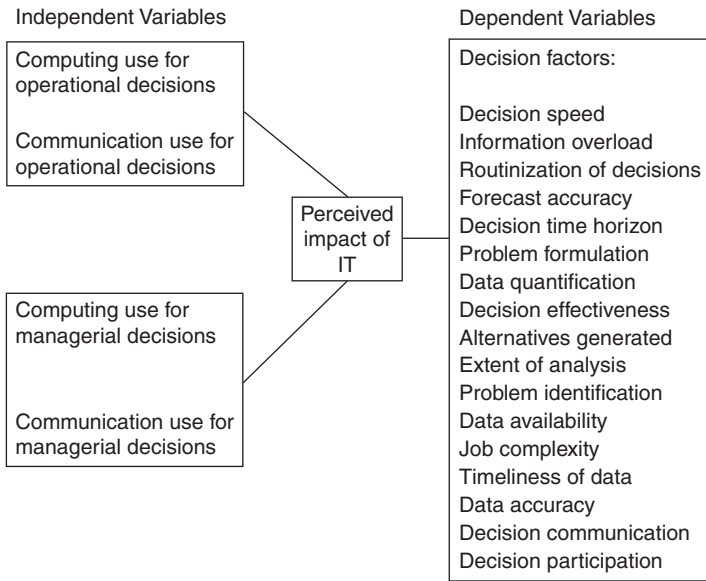 Independent Variables
Computing use for
operational decisions
Communication use for
operational decisions
Computing use for
managerial decisions
Communication use for
managerial decisions
Perceived
impact of
IT
Dependent Variables
Decision factors:
Decision speed
Information overload
Routinization of decisions
Forecast accuracy
Decision time horizon
Problem formulation
Data quantification
Decision effectiveness
Alternatives generated
Extent of analysis
Problem identification
Data availability
Job complexity
Timeliness of data
Data accuracy
Decision communication
Decision participation